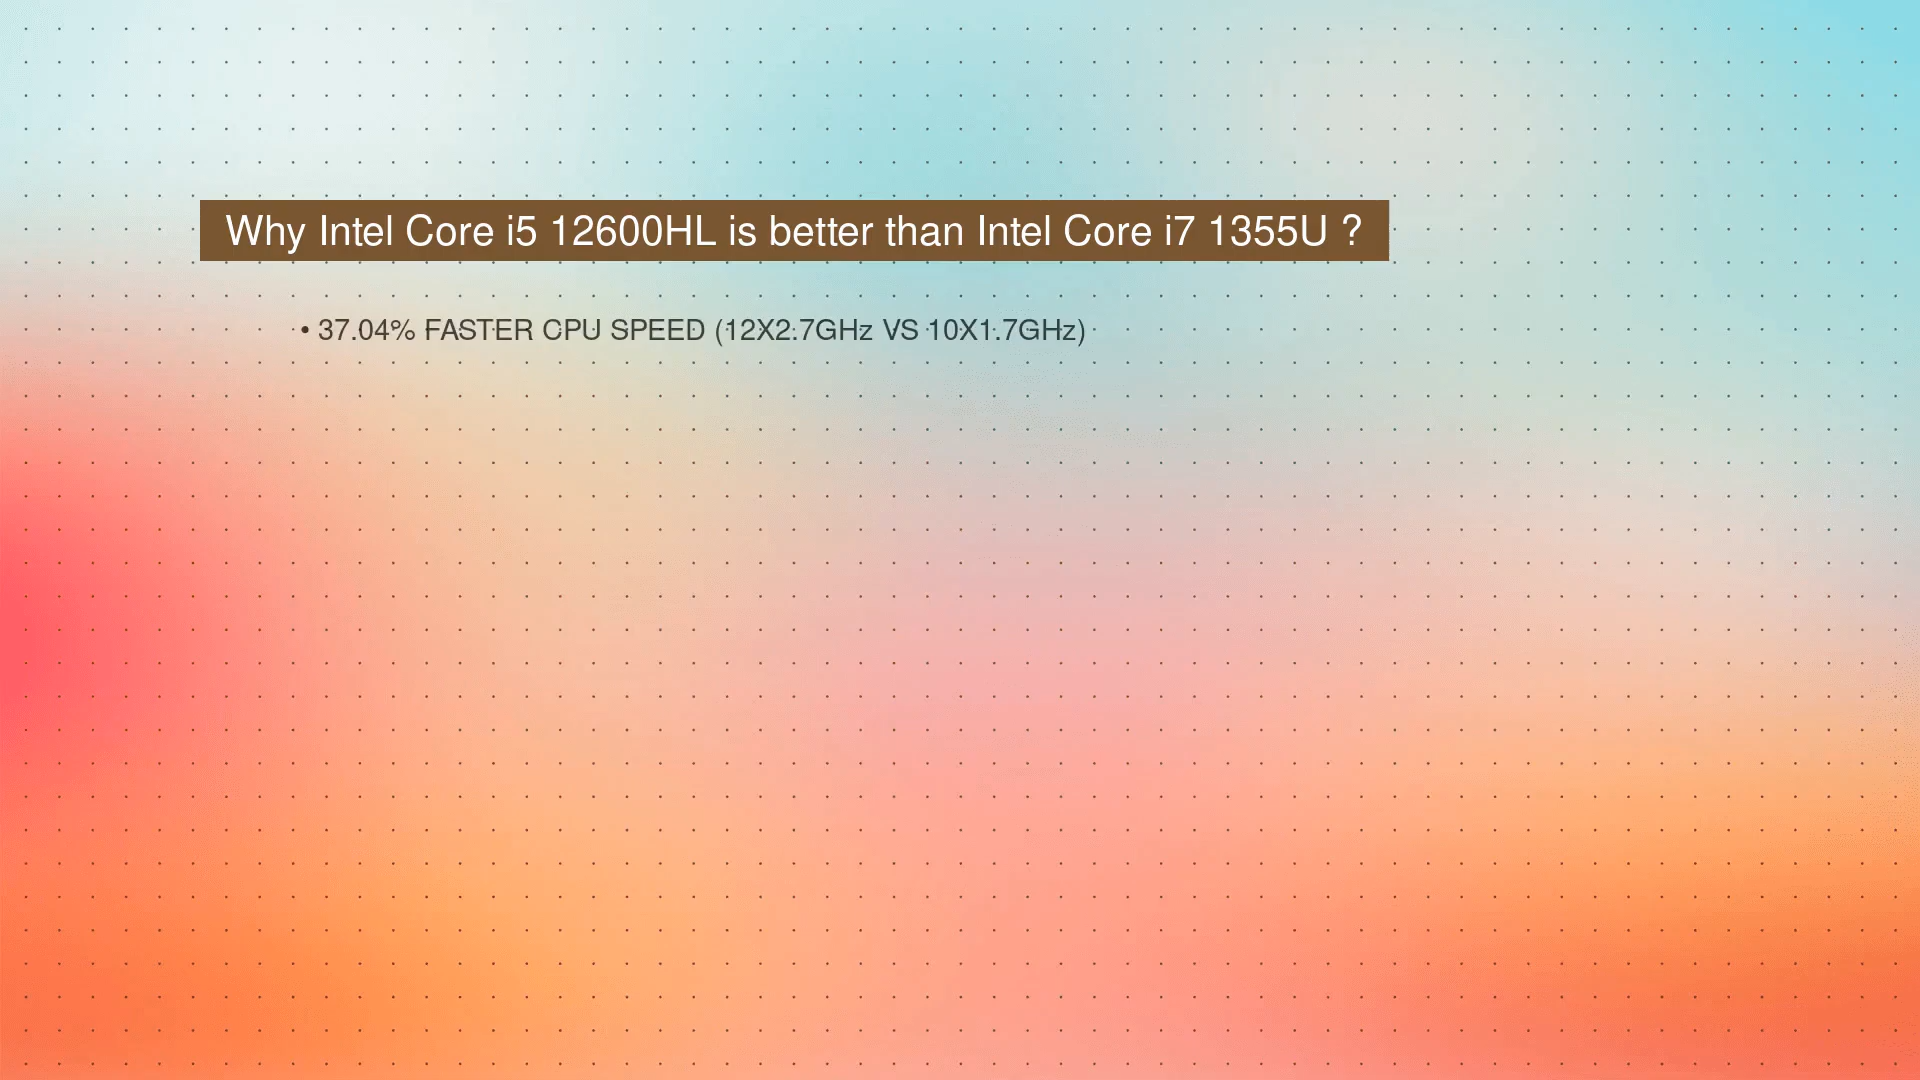 Why Intel Core i5 12600HL is better than Intel Core i7 1355U ?
• 37.04% FASTER CPU SPEED (12X2.7GHz VS 10X1.7GHz)